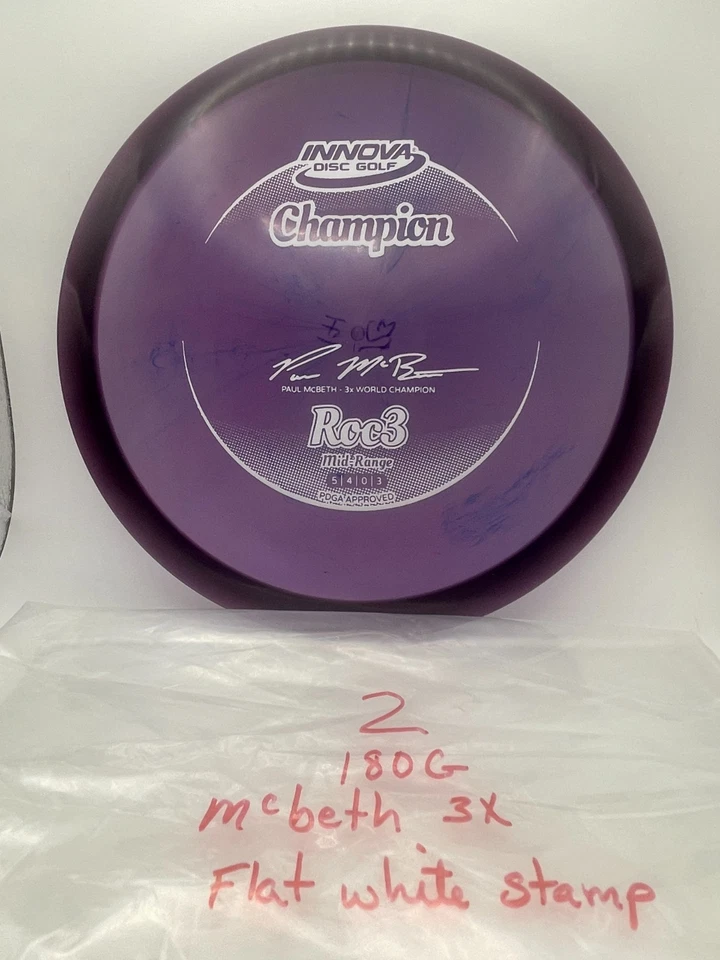 INNOVA
DISC GOLF
Champion
PAUL McBETH - 3x WORLD CHAMPION
Roc3
Mid-Range
5 | 4 | 0 | 3
PDGA APPROVED
2
180G
McBeth 3X
Flat white stamp